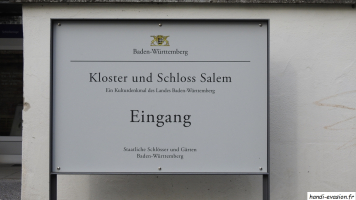 Baden-Württemberg
Kloster und Schloss Salem
Ein Kulturdenkmal des Landes Baden-Württemberg
Eingang
Staatliche Schlösser und Gärten
Baden-Württemberg
handi-evasion.fr